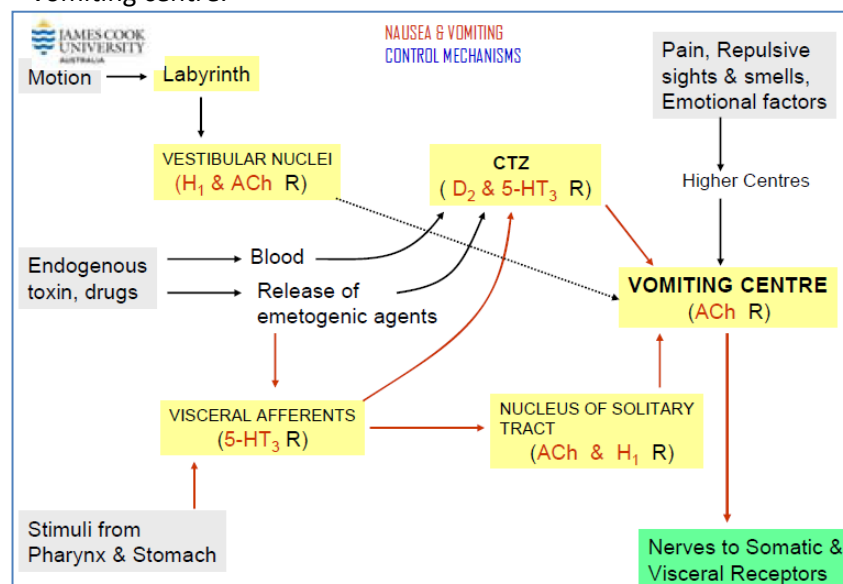 vomiting centre.
JAMES COOK
UNIVERSITY
AUSTRALIA
NAUSEA & VOMITING
CONTROL MECHANISMS
Motion
Labyrinth
Pain, Repulsive
sights & smells,
Emotional factors
VESTIBULAR NUCLEI
(H₁ & ACh R)
CTZ
( D₂ & 5-HT₃ R)
Higher Centres
Endogenous
toxin, drugs
Blood
Release of
emetogenic agents
VOMITING CENTRE
(ACh R)
VISCERAL AFFERENTS
(5-HT₃ R)
NUCLEUS OF SOLITARY
TRACT
(ACh & H₁ R)
Stimuli from
Pharynx & Stomach
Nerves to Somatic &
Visceral Receptors